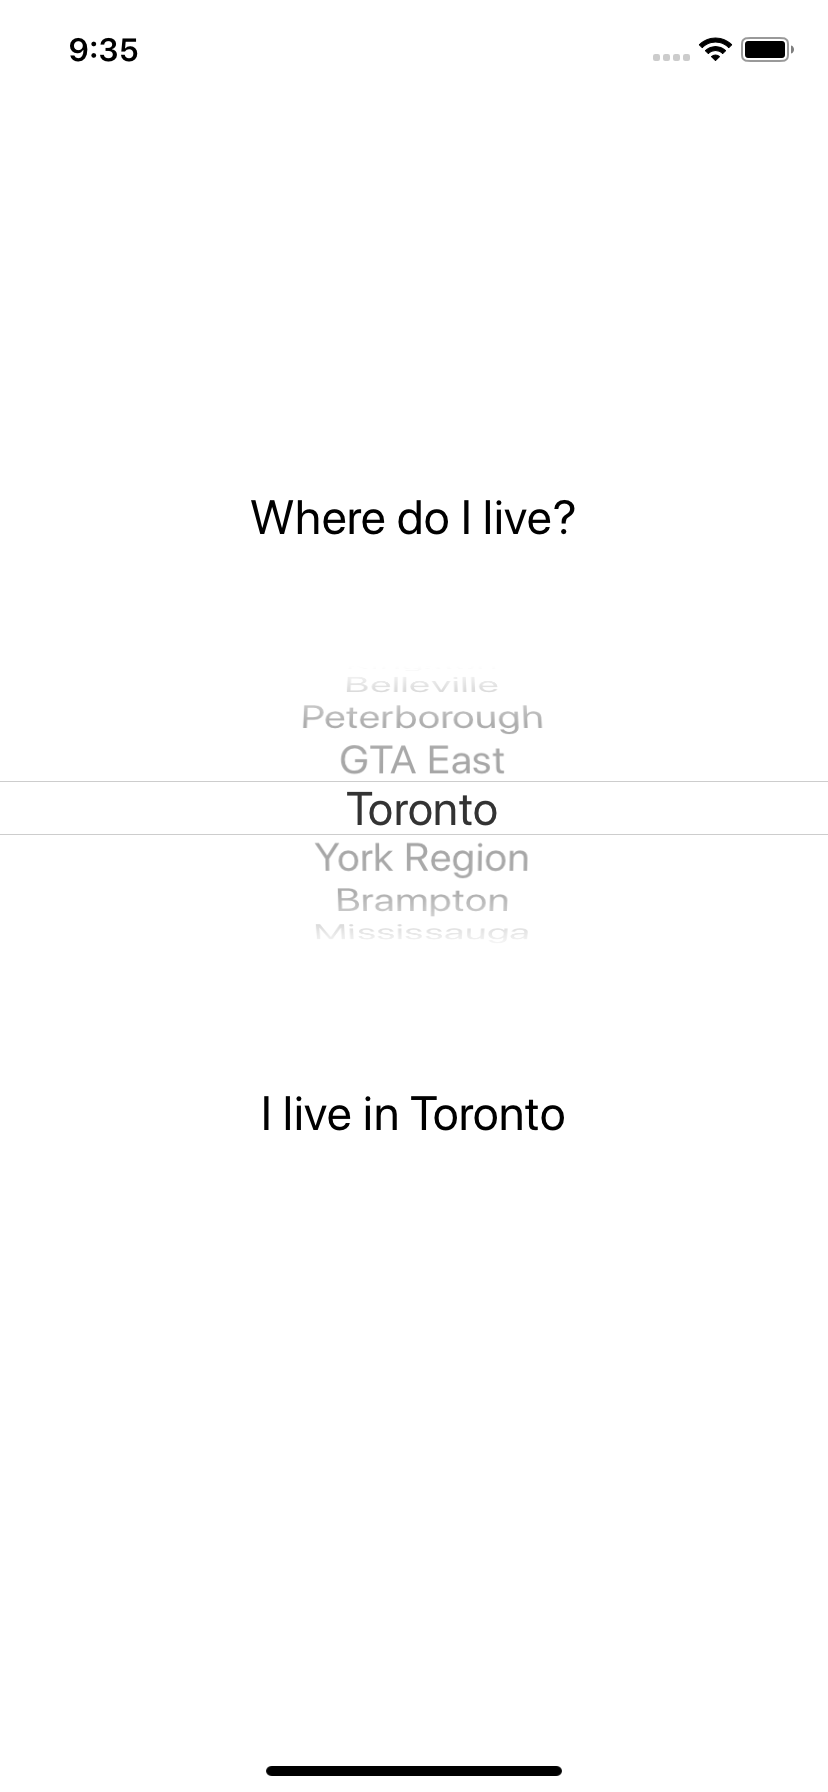 9:35
Where do I live?
Belleville
Peterborough
GTA East
Toronto
York Region
Brampton
Mississauga
I live in Toronto